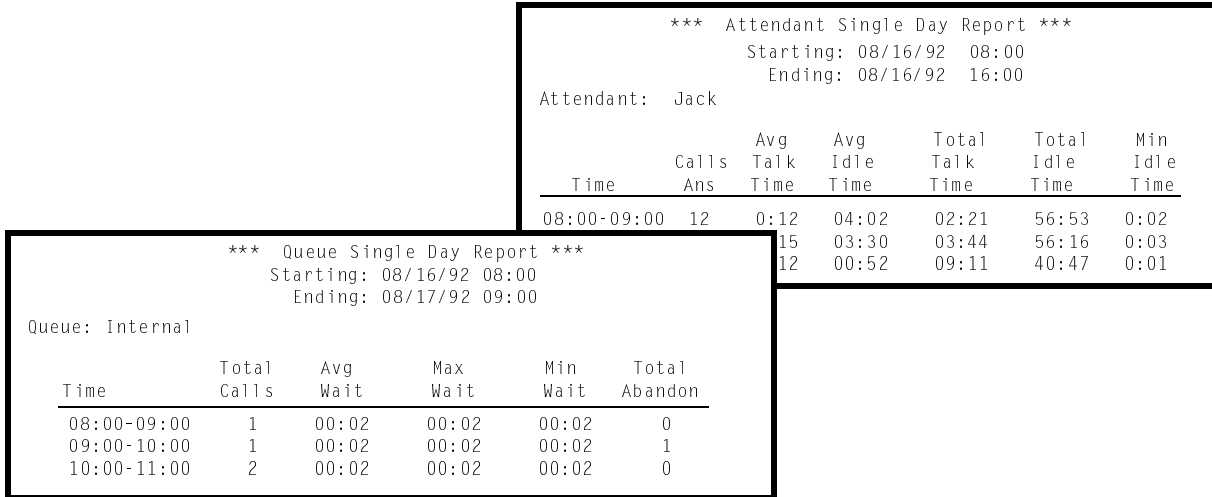 *** Attendant Single Day Report ***
Starting: 08/16/92 08:00
Ending: 08/16/92 16:00
Attendant: Jack
Avg Avg Total Total Min
Calls Talk Idle Talk Idle Idle
Time Ans Time Time Time Time Time
08:00-09:00 12 0:12 04:02 02:21 56:53 0:02
15 03:30 03:44 56:16 0:03
12 00:52 09:11 40:47 0:01
*** Queue Single Day Report ***
Starting: 08/16/92 08:00
Ending: 08/17/92 09:00
Queue: Internal
Total Avg Max Min Total
Time Calls Wait Wait Wait Abandon
08:00-09:00 1 00:02 00:02 00:02 0
09:00-10:00 1 00:02 00:02 00:02 1
10:00-11:00 2 00:02 00:02 00:02 0